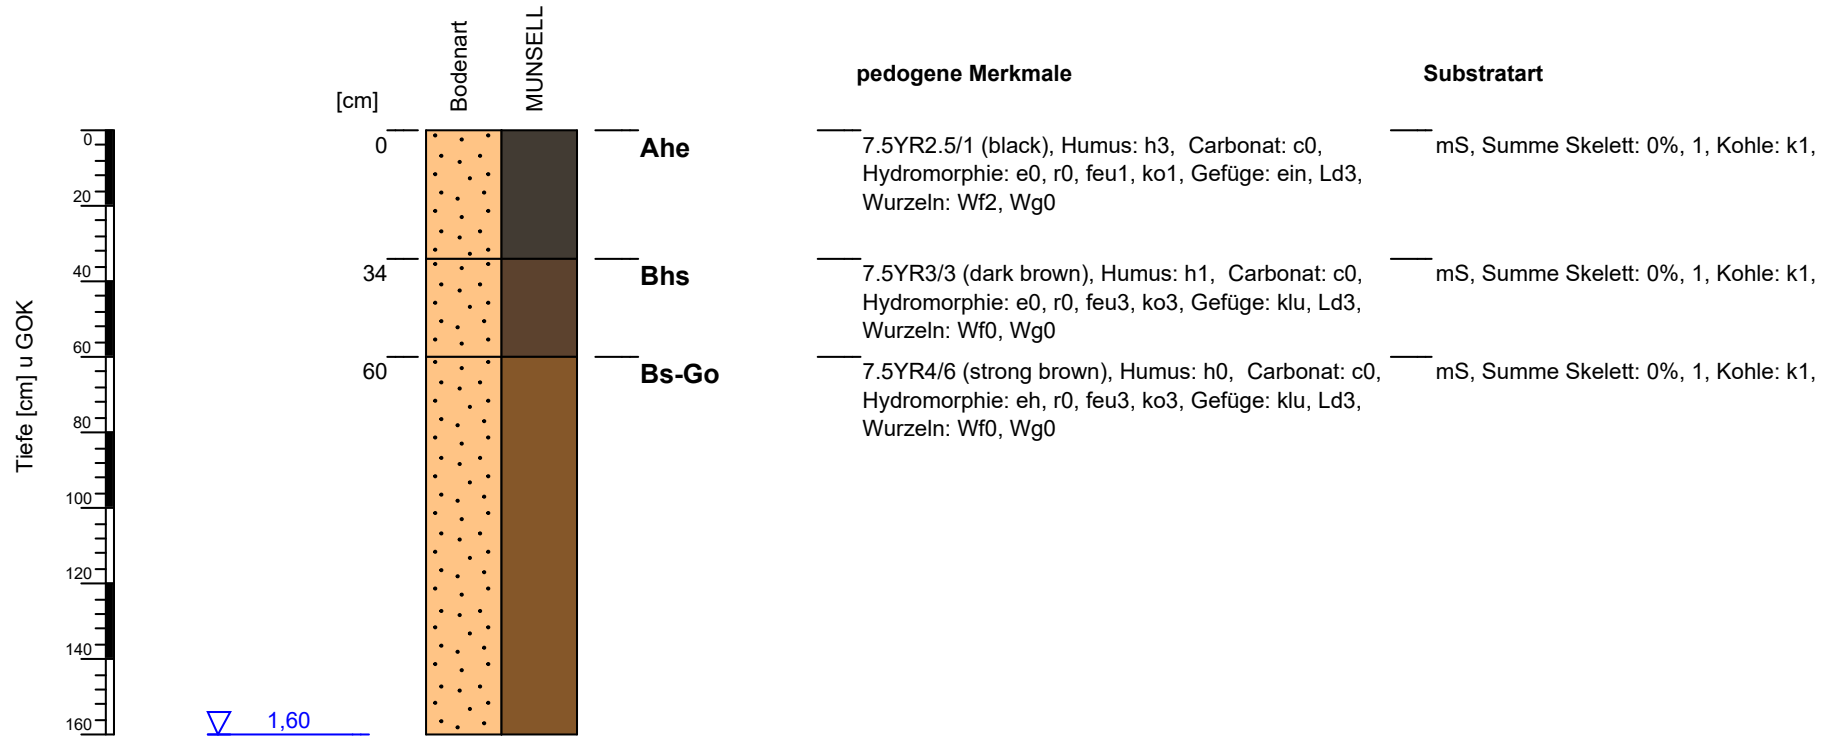 Bodenart
MUNSELL
pedogene Merkmale
Substratart
[cm]
Tiefe [cm] u GOK
0
20
40
60
80
100
120
140
160
0
Ahe
7.5YR2.5/1 (black), Humus: h3, Carbonat: c0,
Hydromorphie: e0, r0, feu1, ko1, Gefüge: ein, Ld3,
Wurzeln: Wf2, Wg0
mS, Summe Skelett: 0%, 1, Kohle: k1,
34
Bhs
7.5YR3/3 (dark brown), Humus: h1, Carbonat: c0,
Hydromorphie: e0, r0, feu3, ko3, Gefüge: klu, Ld3,
Wurzeln: Wf0, Wg0
mS, Summe Skelett: 0%, 1, Kohle: k1,
60
Bs-Go
7.5YR4/6 (strong brown), Humus: h0, Carbonat: c0,
Hydromorphie: eh, r0, feu3, ko3, Gefüge: klu, Ld3,
Wurzeln: Wf0, Wg0
mS, Summe Skelett: 0%, 1, Kohle: k1,
1,60